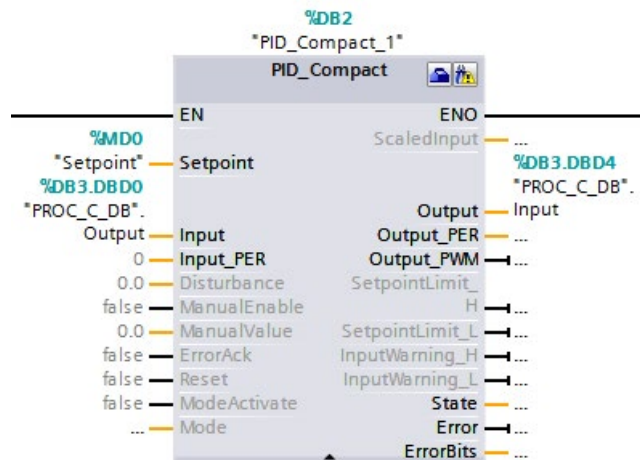 %DB2
"PID_Compact_1"
PID_Compact
EN ENO
%MD0 ScaledInput ...
"Setpoint" Setpoint %DB3.DBD4
%DB3.DBD0 "PROC_C_DB".
"PROC_C_DB". Output Input
Output Input Output_PER ...
0 Input_PER Output_PWM ...
0.0 Disturbance SetpointLimit_
false ManualEnable H ...
0.0 ManualValue SetpointLimit_L ...
false ErrorAck InputWarning_H ...
false Reset InputWarning_L ...
false ModeActivate State ...
... Mode Error ...
ErrorBits ...